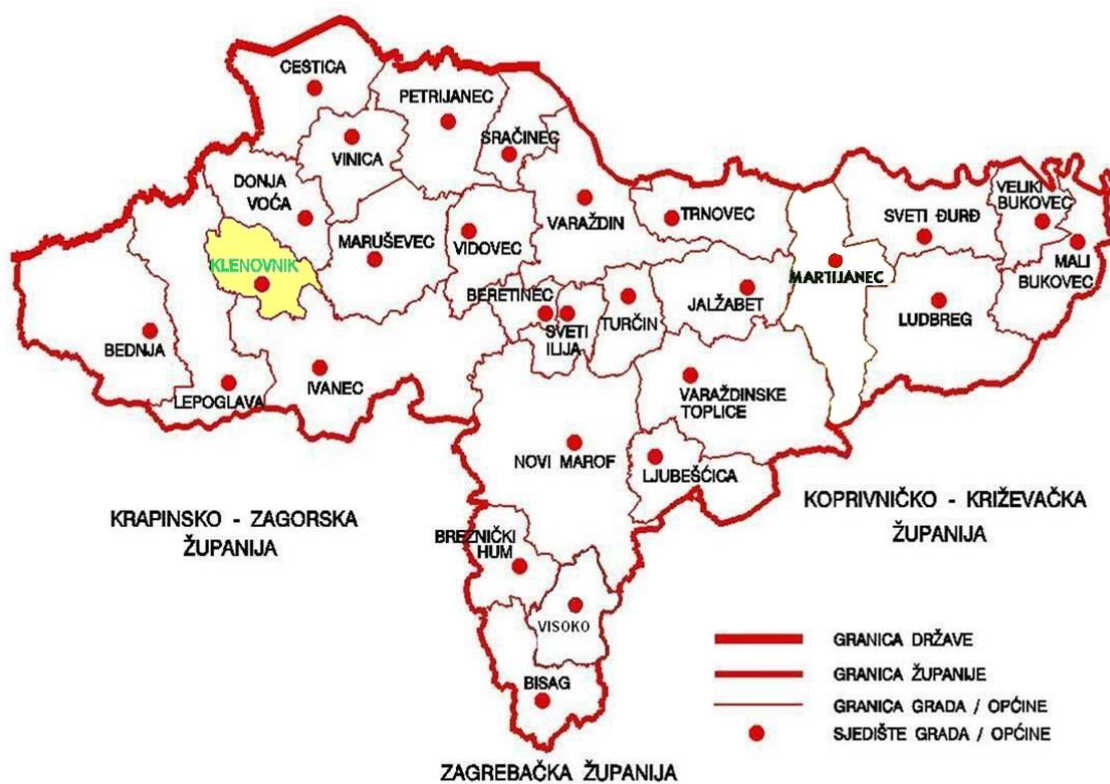 CESTICA
PETRIJANEC
SRAČINEC
VINICA
DONJA
VOĆA
VARAŽDIN
TRNOVEC
SVETI ĐURĐ
VELIKI
BUKOVEC
MALI
BUKOVEC
KLENOVNIK
MARUŠEVEC
VIDOVEC
MARTIJANEC
BERETINEC
SVETI
ILIJA
TURČIN
JALŽABET
LUDBREG
BEDNJA
LEPOGLAVA
IVANEC
VARAŽDINSKE
TOPLICE
NOVI MAROF
LJUBEŠĆICA
KRAPINSKO - ZAGORSKA
ŽUPANIJA
KOPRIVNIČKO - KRIŽEVAČKA
ŽUPANIJA
BREZNIČKI
HUM
VISOKO
BISAG
GRANICA DRŽAVE
GRANICA ŽUPANIJE
GRANICA GRADA / OPĆINE
SJEDIŠTE GRADA / OPĆINE
ZAGREBAČKA ŽUPANIJA